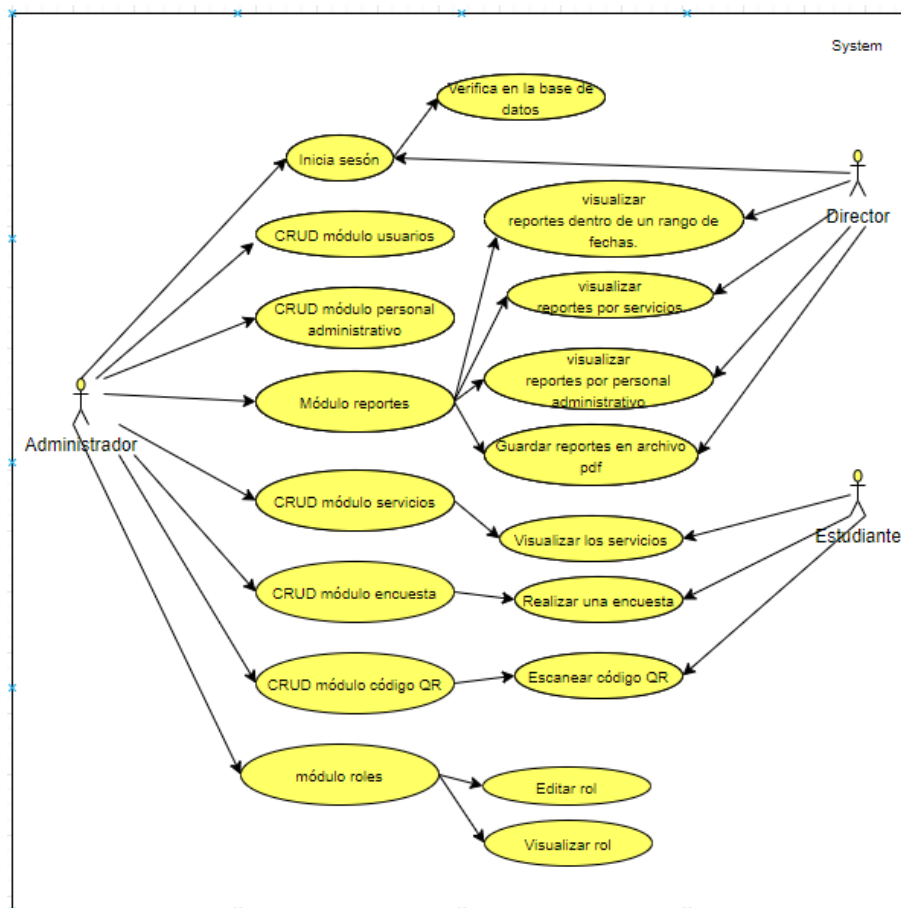 System
Verifica en la base de
datos
Inicia sesón
visualizar
reportes dentro de un rango de
fechas.
Director
CRUD módulo usuarios
visualizar
reportes por servicios
CRUD módulo personal
administrativo
visualizar
reportes por personal
administrativo
Módulo reportes
Administrador
Guardar reportes en archivo
pdf
CRUD módulo servicios
Visualizar los servicios
Estudiante
CRUD módulo encuesta
Realizar una encuesta
CRUD módulo código QR
Escanear código QR
módulo roles
Editar rol
Visualizar rol